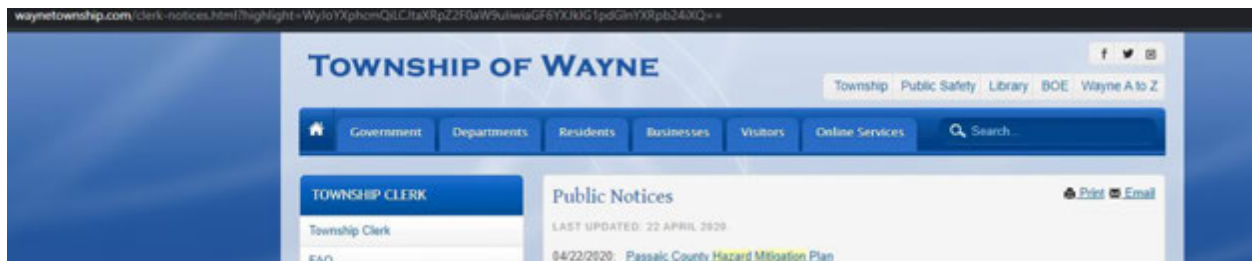 waynetownship.com/clerk-notices.html?highlight=
TOWNSHIP OF WAYNE
Township Public Safety Library BOE Wayne A to Z
Government Departments Residents Businesses Visitors Online Services Search...
TOWNSHIP CLERK
Public Notices
Print Email
Township Clerk
LAST UPDATED: 22 APRIL 2020
FAQ
04/22/2020 Passaic County Hazard Mitigation Plan